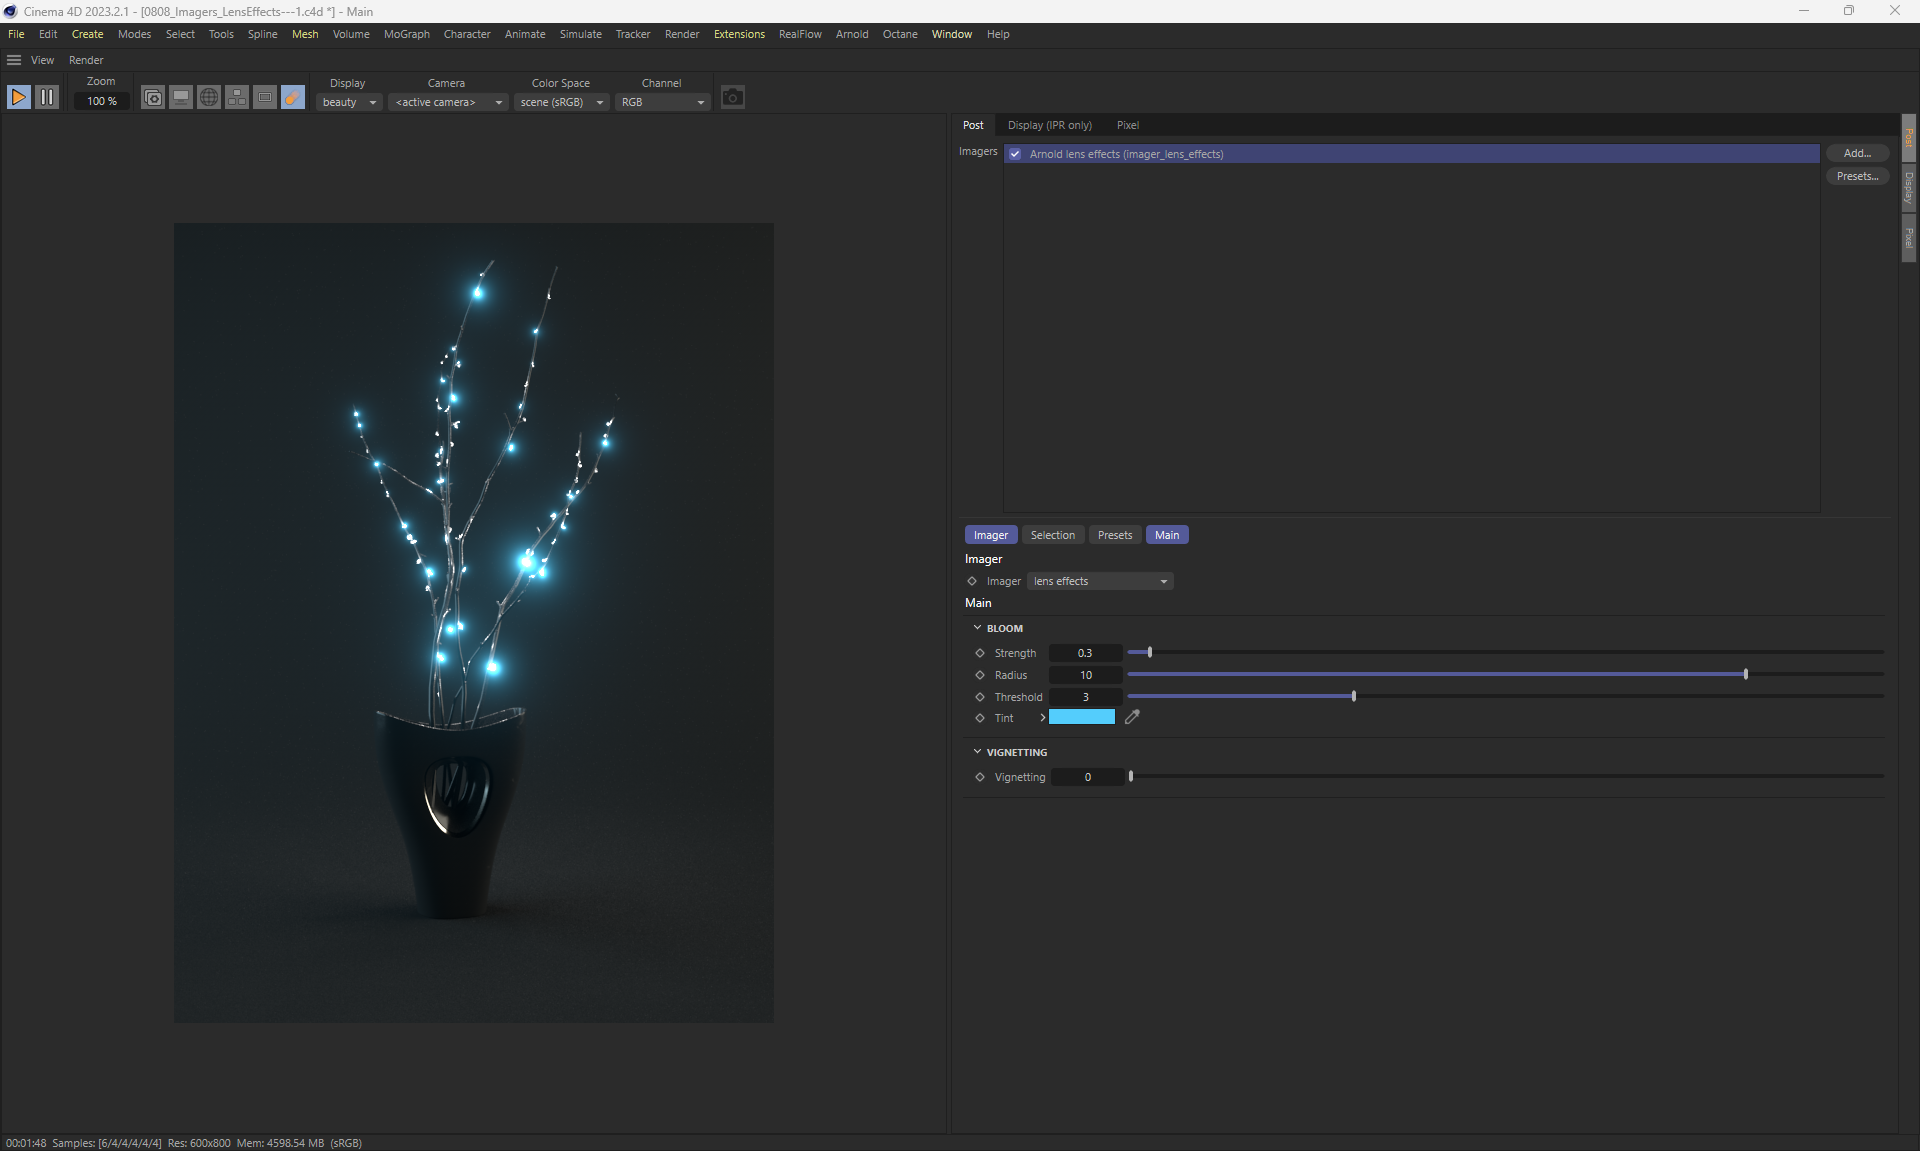 Cinema 4D 2023.2.1 - [0808_Imagers_LensEffects---1.c4d *] - Main
File Edit Create Modes Select Tools Spline Mesh Volume MoGraph Character Animate Simulate Tracker Render Extensions RealFlow Arnold Octane Window Help
View Render
Zoom Display Camera Color Space Channel
100 % beauty <active camera> scene (sRGB) RGB
Post Display (IPR only) Pixel
Imagers Arnold lens effects (imager_lens_effects) Add...
Presets...
Post
Display
Pixel
Imager Selection Presets Main
Imager
Imager lens effects
Main
BLOOM
Strength 0.3
Radius 10
Threshold 3
Tint
VIGNETTING
Vignetting 0
00:01:48 Samples: [6/4/4/4/4/4] Res: 600x800 Mem: 4598.54 MB (sRGB)